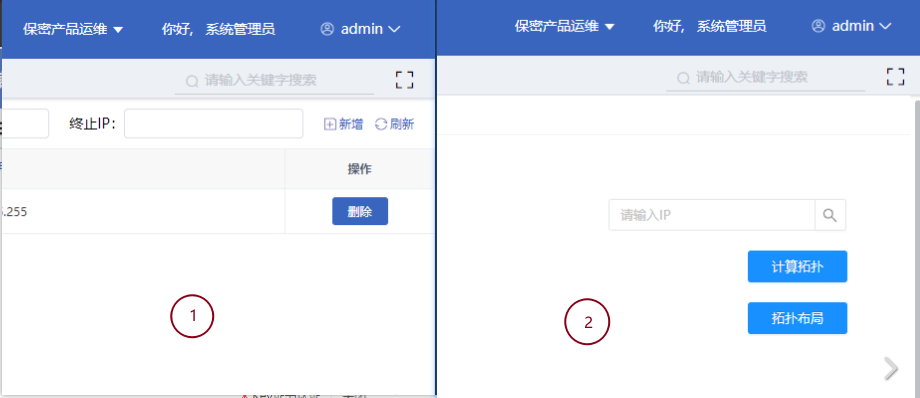 保密产品运维
你好， 系统管理员
admin
请输入关键字搜索
终止IP:
新增
刷新
操作
.255
删除
1
保密产品运维
你好， 系统管理员
admin
请输入关键字搜索
请输入IP
计算拓扑
拓扑布局
2